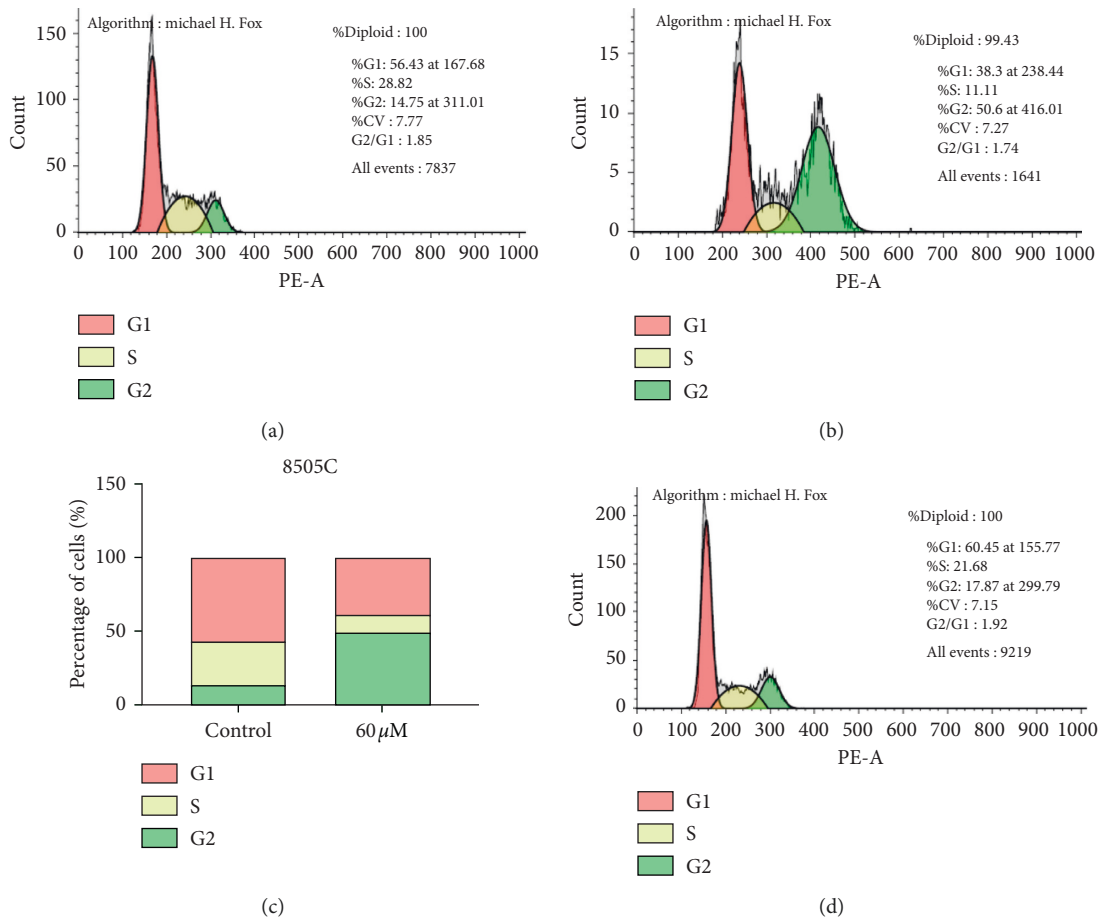 Algorithm : michael H. Fox
%Diploid : 100
%G1: 56.43 at 167.68
%S: 28.82
%G2: 14.75 at 311.01
%CV : 7.77
G2/G1 : 1.85
All events : 7837
Count
150
100
50
0
0 100 200 300 400 500 600 700 800 900 1000
PE-A
G1
S
G2
(a)
Algorithm : michael H. Fox
%Diploid : 99.43
%G1: 38.3 at 238.44
%S: 11.11
%G2: 50.6 at 416.01
%CV : 7.27
G2/G1 : 1.74
All events : 1641
Count
15
10
5
0
0 100 200 300 400 500 600 700 800 900 1000
PE-A
G1
S
G2
(b)
8505C
Percentage of cells (%)
150
100
50
0
Control 60 μM
G1
S
G2
(c)
Algorithm : michael H. Fox
%Diploid : 100
%G1: 60.45 at 155.77
%S: 21.68
%G2: 17.87 at 299.79
%CV : 7.15
G2/G1 : 1.92
All events : 9219
Count
200
150
100
50
0
0 100 200 300 400 500 600 700 800 900 1000
PE-A
G1
S
G2
(d)